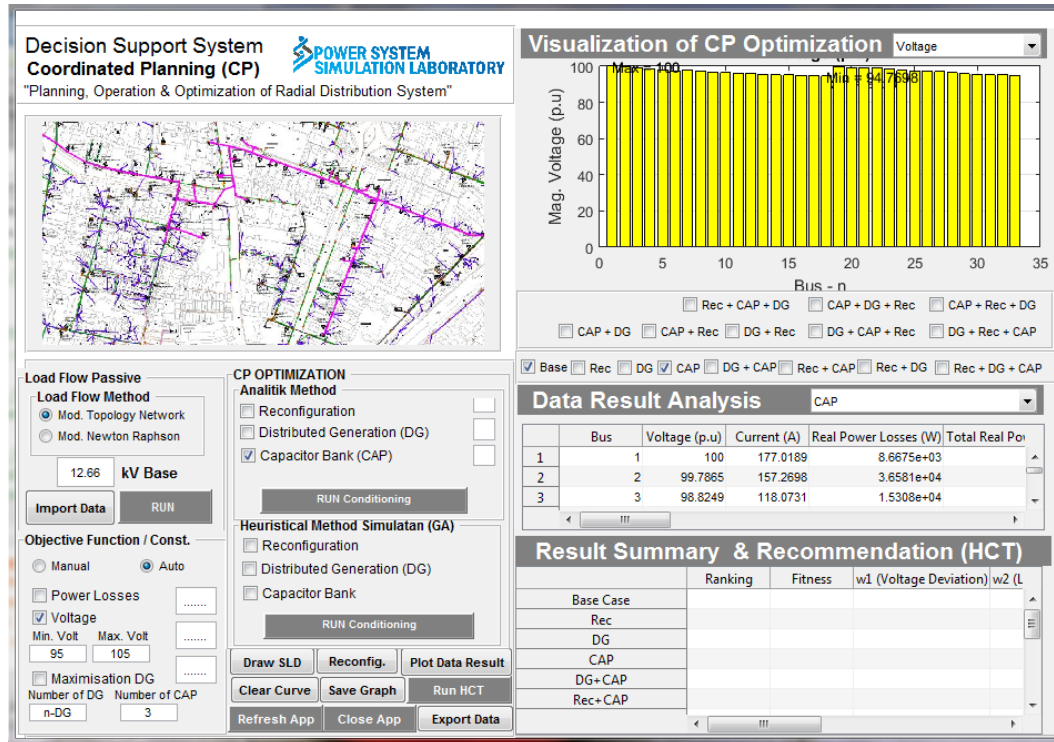 Decision Support System
Coordinated Planning (CP)
"Planning, Operation & Optimization of Radial Distribution System"
POWER SYSTEM
SIMULATION LABORATORY
Load Flow Passive
Load Flow Method
Mod. Topology Network
Mod. Newton Raphson
12.66 kV Base
Import Data RUN
Objective Function / Const.
Manual Auto
Power Losses .......
Voltage
Min. Volt Max. Volt .......
95 105
Maximisation DG .......
Number of DG Number of CAP
n-DG 3
CP OPTIMIZATION
Analitik Method
Reconfiguration
Distributed Generation (DG)
Capacitor Bank (CAP)
RUN Conditioning
Heuristical Method Simulatan (GA)
Reconfiguration
Distributed Generation (DG)
Capacitor Bank
RUN Conditioning
Draw SLD Reconfig. Plot Data Result
Clear Curve Save Graph Run HCT
Refresh App Close App Export Data
Visualization of CP Optimization Voltage
Max = 100
Min = 94.7698
100
80
60
40
20
0
Mag. Voltage (p.u)
0 5 10 15 20 25 30 35
Bus - n
Rec + CAP + DG CAP + DG + Rec CAP + Rec + DG
CAP + DG CAP + Rec DG + Rec DG + CAP + Rec DG + Rec + CAP
Base Rec DG CAP DG + CAP Rec + CAP Rec + DG Rec + DG + CAP
Data Result Analysis CAP
Bus Voltage (p.u) Current (A) Real Power Losses (W) Total Real Po
1 1 100 177.0189 8.6675e+03
2 2 99.7865 157.2698 3.6581e+04
3 3 98.8249 118.0731 1.5308e+04
Result Summary & Recommendation (HCT)
Ranking Fitness w1 (Voltage Deviation) w2 (L
Base Case
Rec
DG
CAP
DG+CAP
Rec+CAP